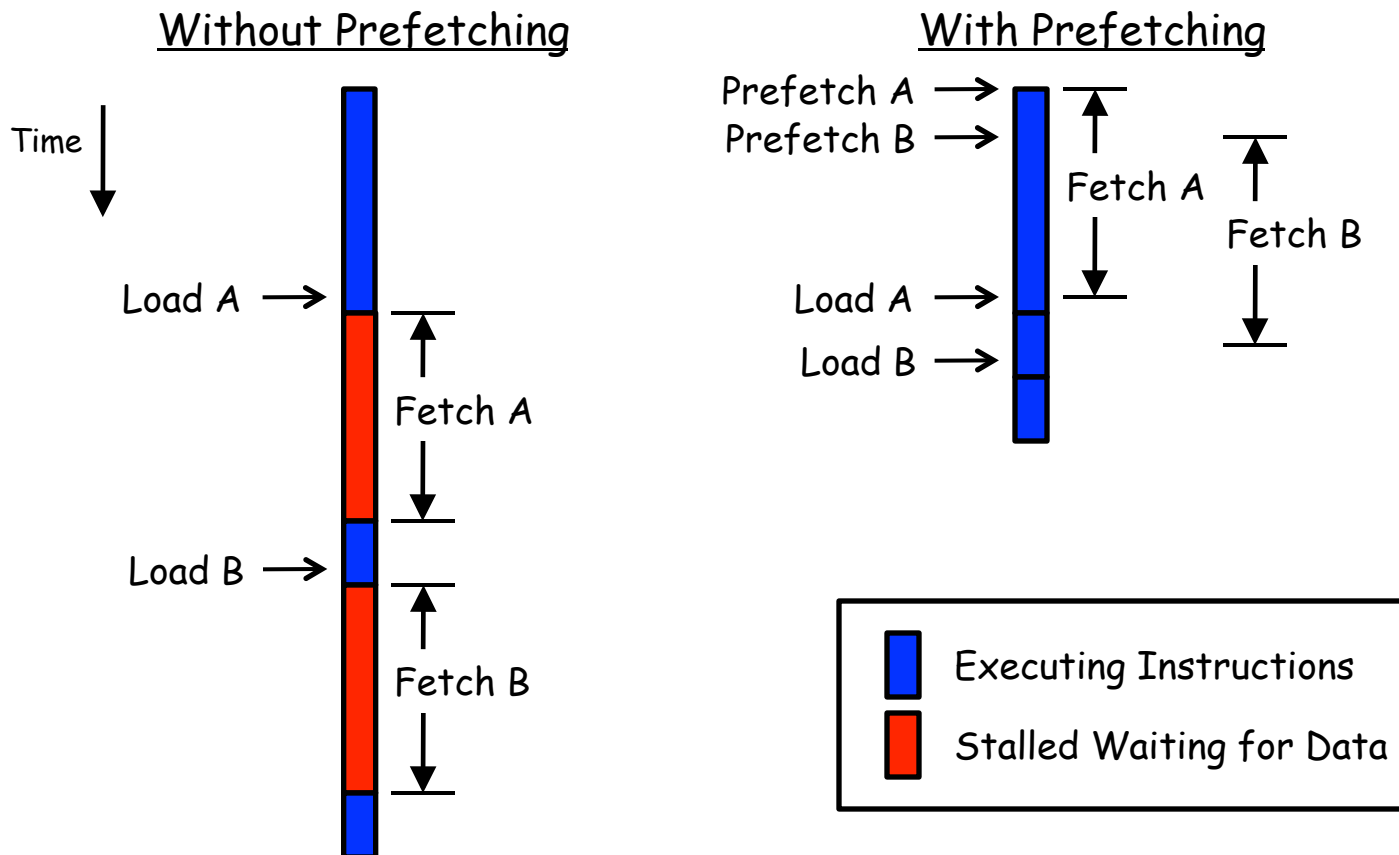 Without Prefetching
Time
Load A
Fetch A
Load B
Fetch B
With Prefetching
Prefetch A
Prefetch B
Fetch A
Fetch B
Load A
Load B
Executing Instructions
Stalled Waiting for Data